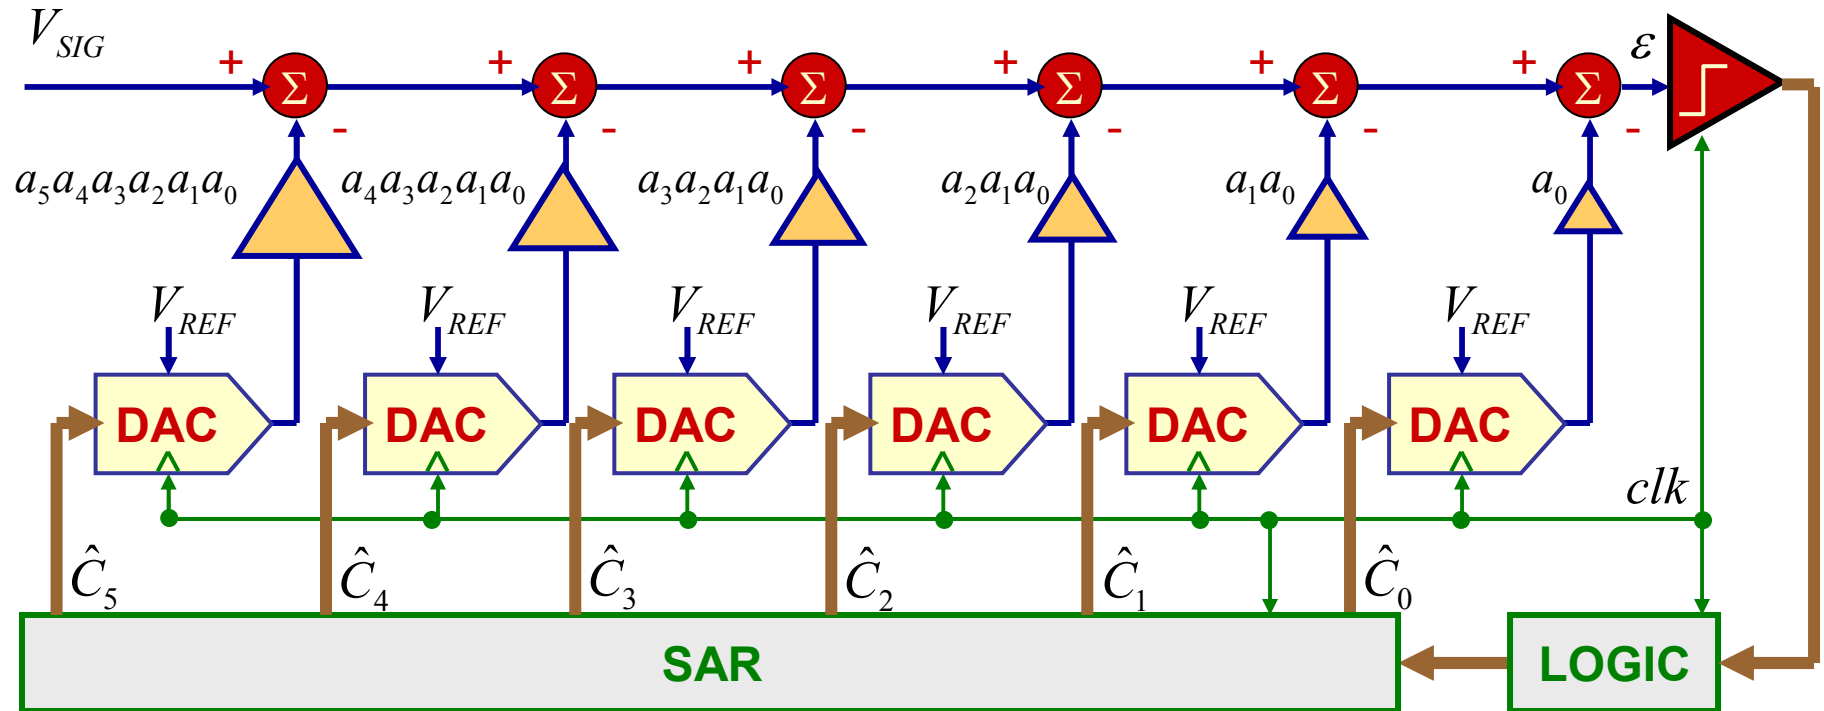 V_SIG
+ + + + + + ε
Σ Σ Σ Σ Σ Σ
- - - - - -
a₅a₄a₃a₂a₁a₀ a₄a₃a₂a₁a₀ a₃a₂a₁a₀ a₂a₁a₀ a₁a₀ a₀
V_REF V_REF V_REF V_REF V_REF V_REF
DAC DAC DAC DAC DAC DAC
clk
Ĉ₅ Ĉ₄ Ĉ₃ Ĉ₂ Ĉ₁ Ĉ₀
SAR LOGIC